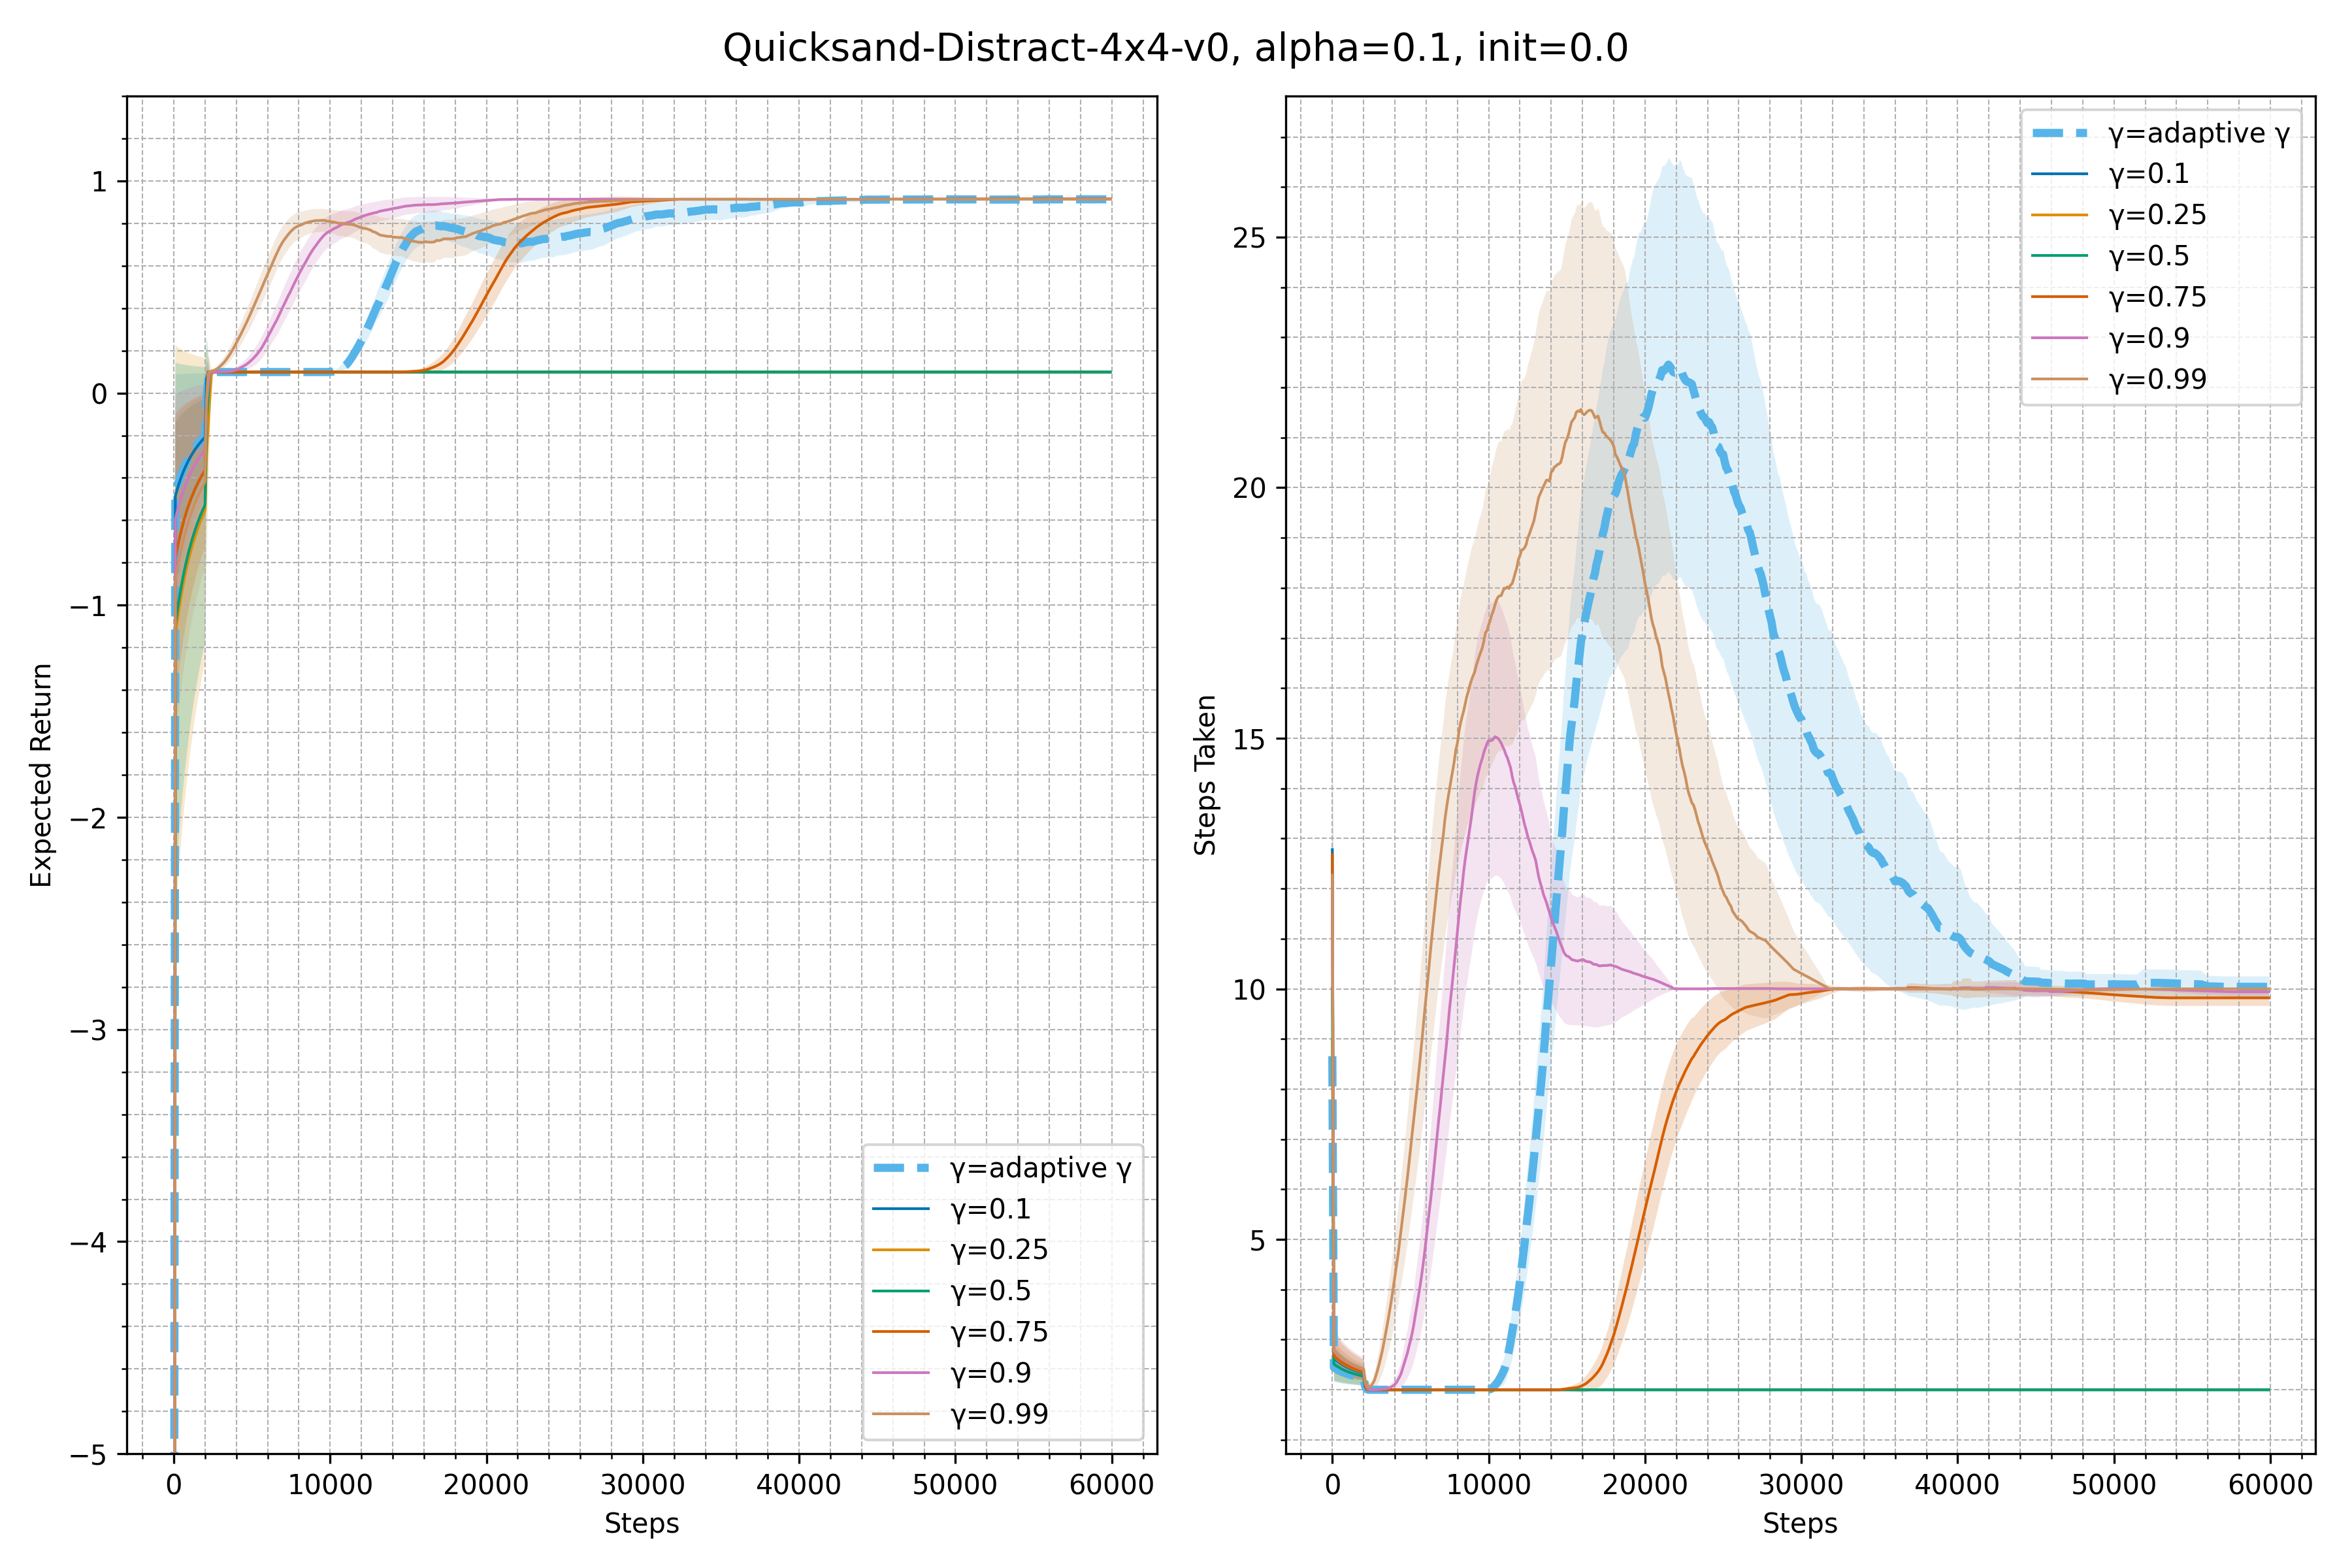 Quicksand-Distract-4x4-v0, alpha=0.1, init=0.0
Expected Return
1
0
−1
−2
−3
−4
−5
0
10000
20000
30000
40000
50000
60000
Steps
γ=adaptive γ
γ=0.1
γ=0.25
γ=0.5
γ=0.75
γ=0.9
γ=0.99
Steps Taken
25
20
15
10
5
0
10000
20000
30000
40000
50000
60000
Steps
γ=adaptive γ
γ=0.1
γ=0.25
γ=0.5
γ=0.75
γ=0.9
γ=0.99